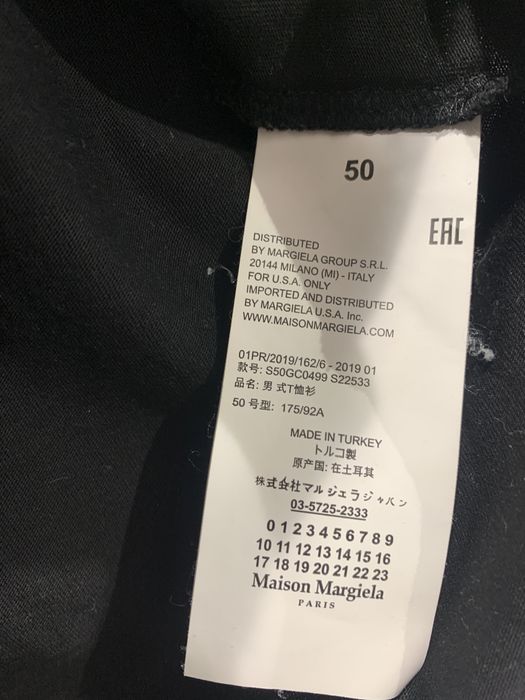 50
EAC
DISTRIBUTED
BY MARGIELA GROUP S.R.L.
20144 MILANO (MI) - ITALY
FOR U.S.A. ONLY
IMPORTED AND DISTRIBUTED
BY MARGIELA U.S.A. Inc.
WWW.MAISONMARGIELA.COM
01PR/2019/162/6 - 2019 01
款号: S50GC0499 S22533
品名: 男 式T恤衫
50 号型: 175/92A
MADE IN TURKEY
トルコ製
原产国: 在土耳其
株式会社マルジェラジャパン
03-5725-2333
0 1 2 3 4 5 6 7 8 9
10 11 12 13 14 15 16
17 18 19 20 21 22 23
Maison Margiela
PARIS